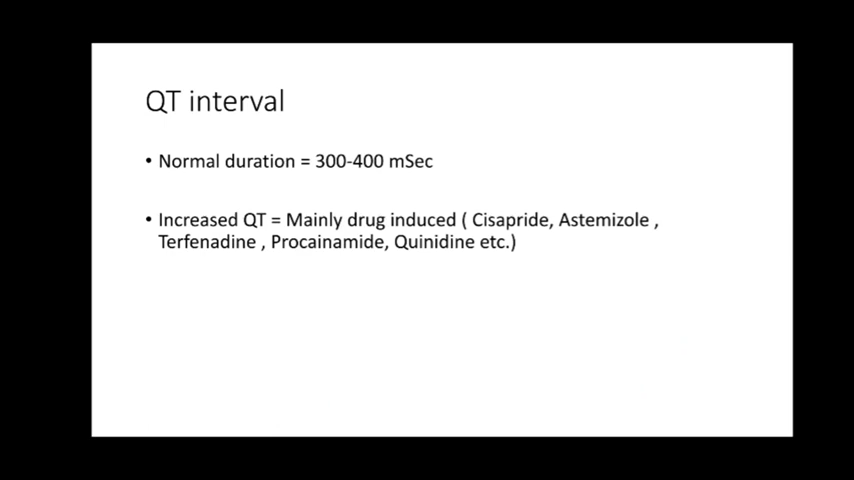 QT interval
• Normal duration = 300-400 mSec
• Increased QT = Mainly drug induced ( Cisapride, Astemizole ,
Terfenadine , Procainamide, Quinidine etc.)